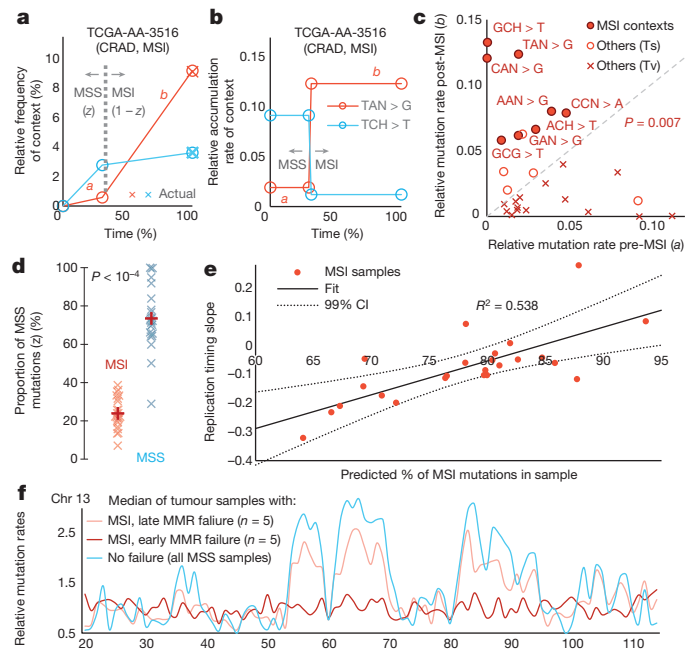 a
TCGA-AA-3516
(CRAD, MSI)
Relative frequency
of context (%)
10
8
6
4
2
0
MSS
(z)
MSI
(1 – z)
b
a
Actual
0
50
100
Time (%)
b
TCGA-AA-3516
(CRAD, MSI)
Relative accumulation
rate of context
0.15
0.10
0.05
0
b
TAN > G
TCH > T
MSS
MSI
a
0
50
100
Time (%)
c
Relative mutation rate post-MSI (b)
0.15
0.10
0.05
0
GCH > T
TAN > G
CAN > G
AAN > G
CCN > A
ACH > T
GAN > G
GCG > T
MSI contexts
Others (Ts)
Others (Tv)
P = 0.007
0
0.05
0.10
Relative mutation rate pre-MSI (a)
d
Proportion of MSS
mutations (z) (%)
100
80
60
40
20
0
P < 10⁻⁴
MSI
MSS
e
Replication timing slope
0.2
0.1
0
–0.1
–0.2
–0.3
–0.4
MSI samples
Fit
99% CI
R² = 0.538
60
65
70
75
80
85
90
95
Predicted % of MSI mutations in sample
f
Chr 13
Median of tumour samples with:
MSI, late MMR failure (n = 5)
MSI, early MMR failure (n = 5)
No failure (all MSS samples)
Relative mutation rates
2.5
1.5
0.5
20
30
40
50
60
70
80
90
100
110